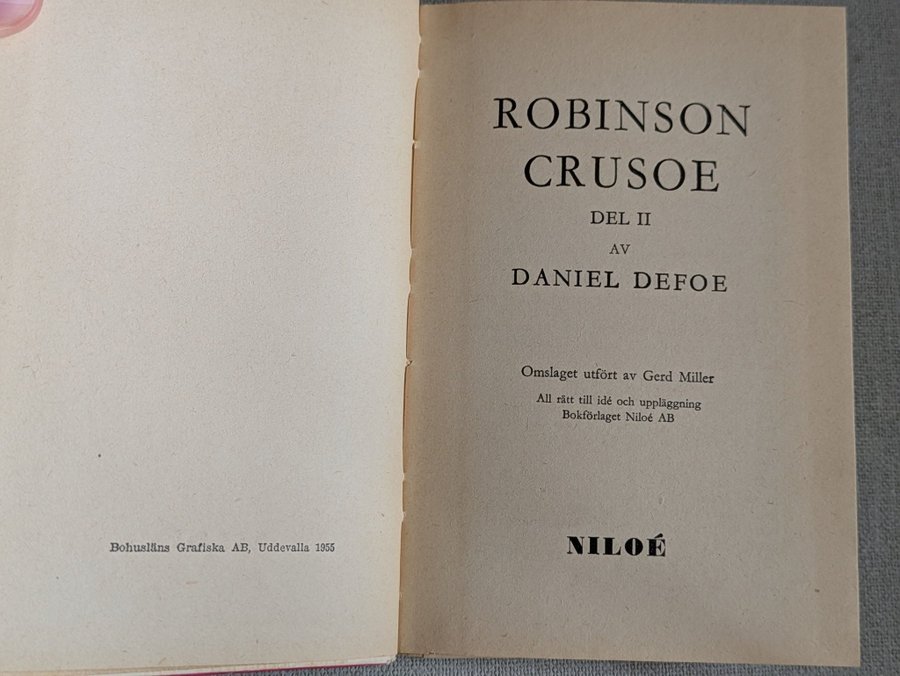 Bohusläns Grafiska AB, Uddevalla 1955
ROBINSON
CRUSOE
DEL II
AV
DANIEL DEFOE
Omslaget utfört av Gerd Miller
All rätt till idé och uppläggning
Bokförlaget Niloé AB
NILOÉ